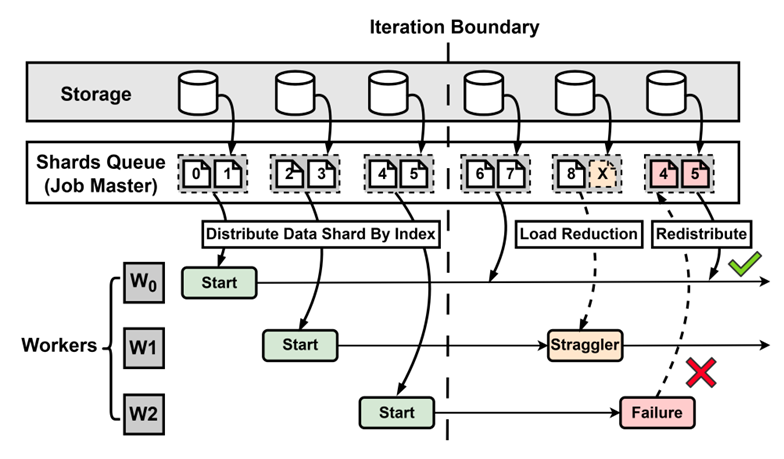 Iteration Boundary
Storage
Shards Queue
(Job Master)
0 1 2 3 4 5 6 7 8 X 4 5
Distribute Data Shard By Index
Load Reduction
Redistribute
W0
Start
Workers
W1
Start
Straggler
W2
Start
Failure